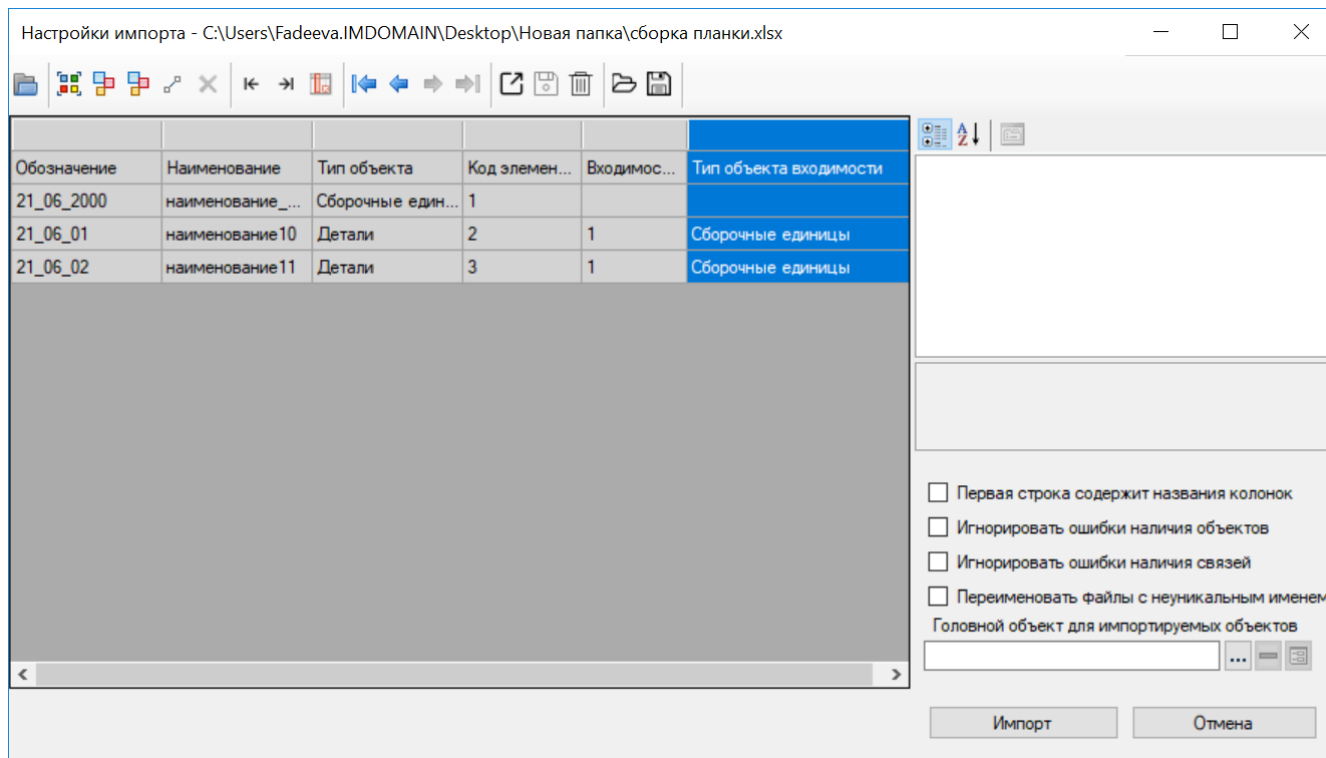 Настройки импорта - C:\Users\Fadeeva.IMDOMAIN\Desktop\Новая папка\сборка планки.xlsx
Обозначение Наименование Тип объекта Код элемен... Входимос... Тип объекта входимости
21_06_2000 наименование_... Сборочные един... 1
21_06_01 наименование10 Детали 2 1 Сборочные единицы
21_06_02 наименование11 Детали 3 1 Сборочные единицы
Первая строка содержит названия колонок
Игнорировать ошибки наличия объектов
Игнорировать ошибки наличия связей
Переименовать файлы с неуникальным именем
Головной объект для импортируемых объектов
...
Импорт Отмена